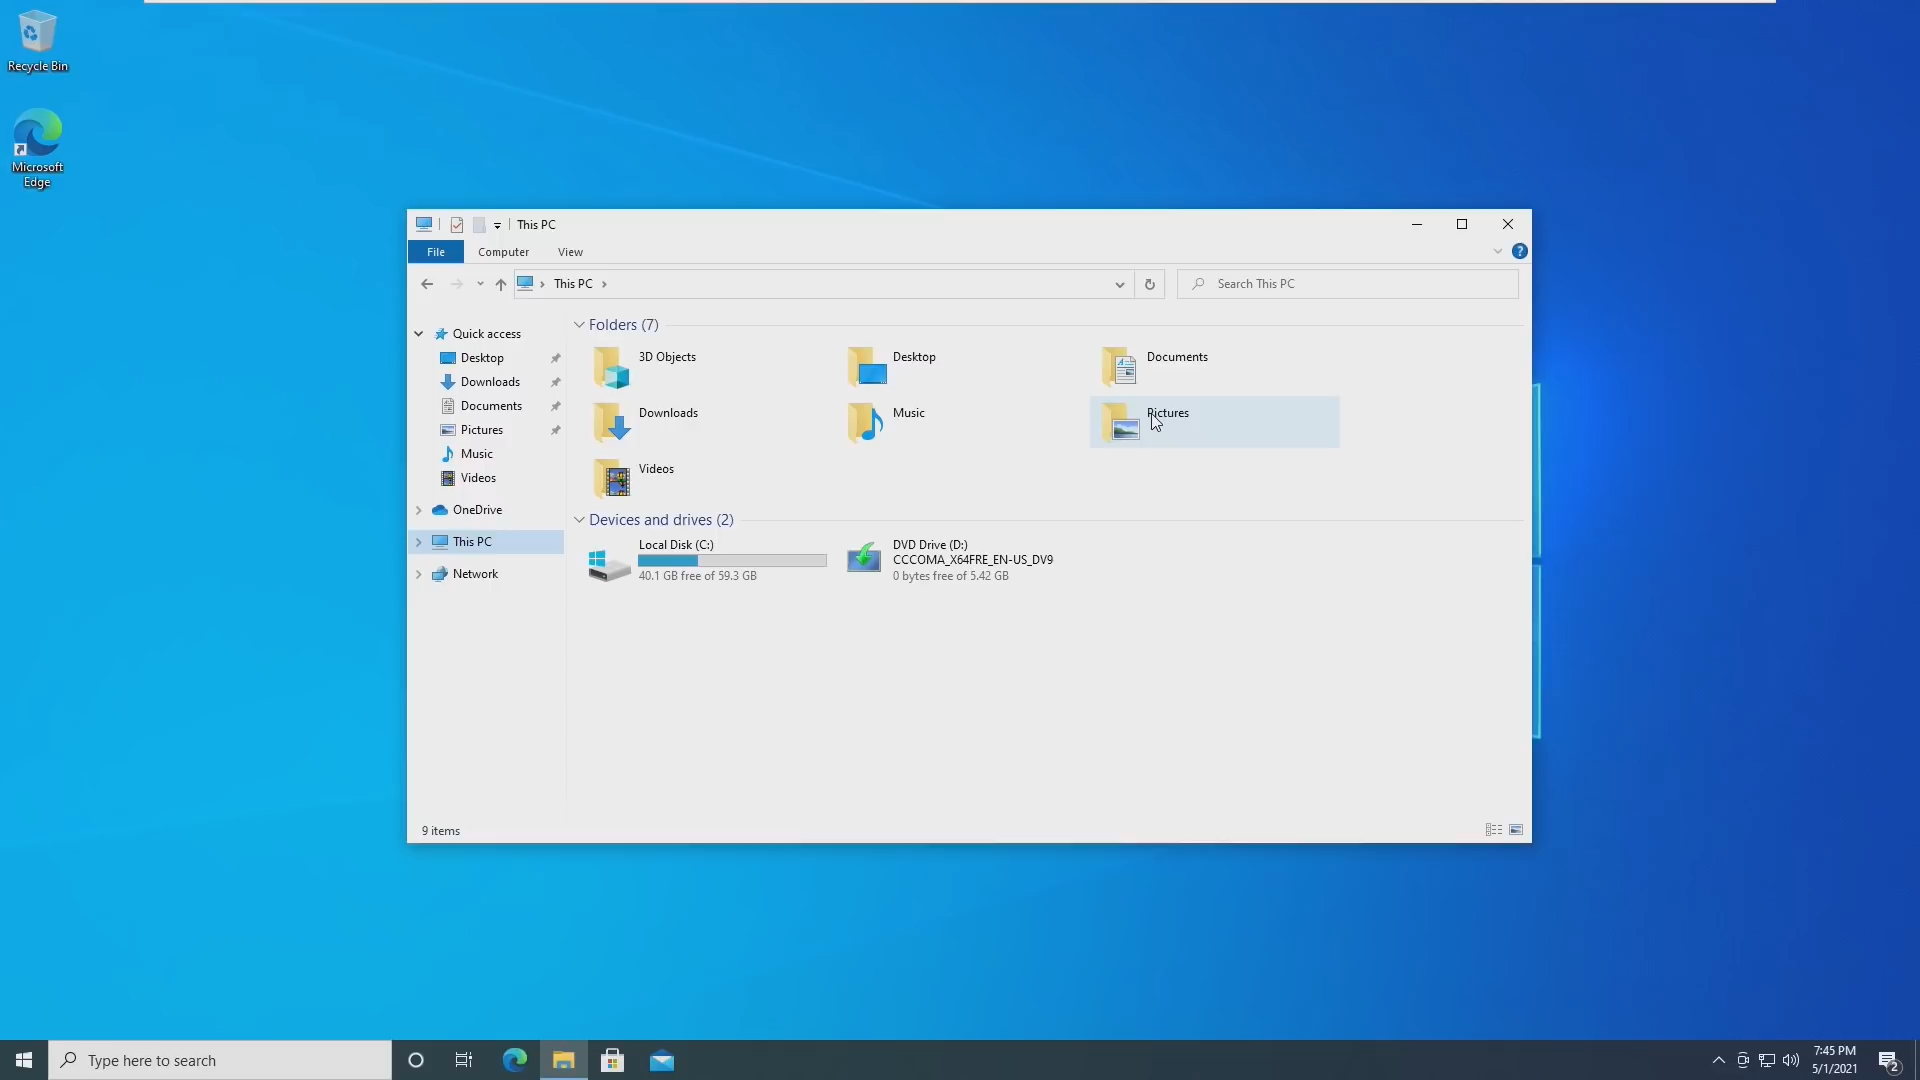 Recycle Bin
Microsoft
Edge
This PC
File
Computer
View
?
This PC
Search This PC
Quick access
Desktop
Downloads
Documents
Pictures
Music
Videos
OneDrive
This PC
Network
Folders (7)
3D Objects
Desktop
Documents
Downloads
Music
Pictures
Videos
Devices and drives (2)
Local Disk (C:)
40.1 GB free of 59.3 GB
DVD Drive (D:)
CCCOMA_X64FRE_EN-US_DV9
0 bytes free of 5.42 GB
9 items
Type here to search
7:45 PM
5/1/2021
2